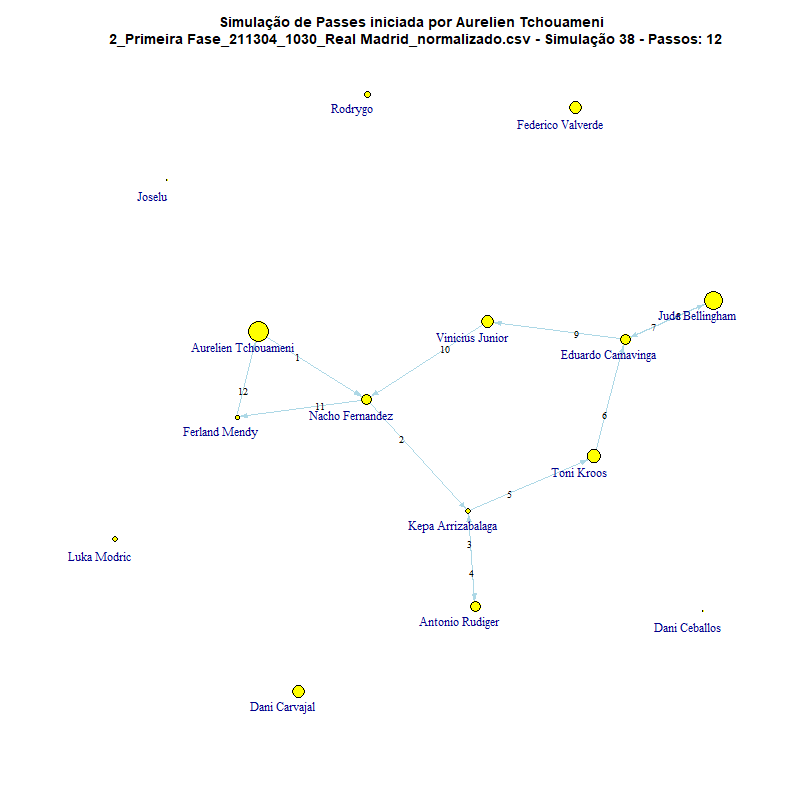 Simulação de Passes iniciada por Aurelien Tchouameni
2_Primeira Fase_211304_1030_Real Madrid_normalizado.csv - Simulação 38 - Passos: 12
Rodrygo
Federico Valverde
Joselu
Jude Bellingham
8
7
Vinicius Junior
9
Eduardo Camavinga
Aurelien Tchouameni
10
1
12
11
Nacho Fernandez
6
Ferland Mendy
2
Toni Kroos
5
Kepa Arrizabalaga
3
Luka Modric
4
Antonio Rudiger
Dani Ceballos
Dani Carvajal